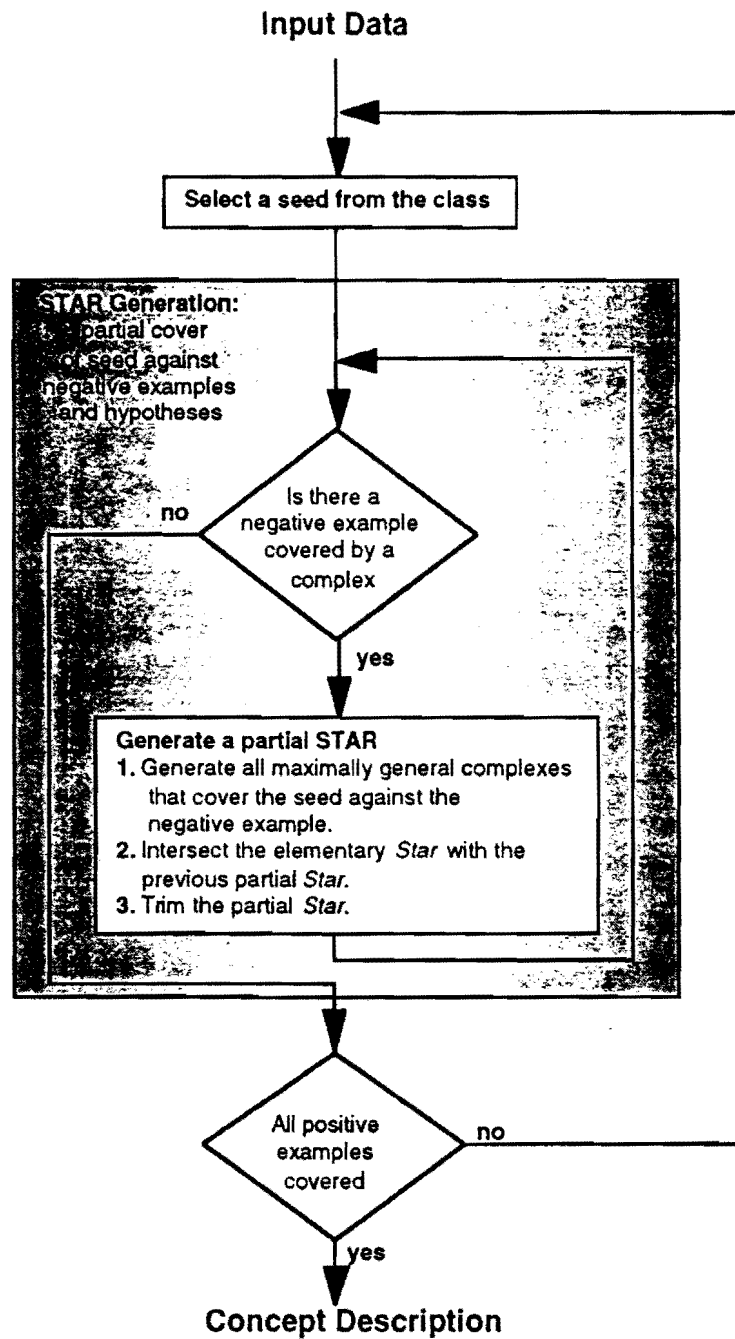 Input Data
Select a seed from the class
STAR Generation:
partial cover
of seed against
negative examples
and hypotheses
Is there a
negative example
covered by a
complex
no
yes
Generate a partial STAR
1. Generate all maximally general complexes
that cover the seed against the
negative example.
2. Intersect the elementary Star with the
previous partial Star.
3. Trim the partial Star.
All positive
examples
covered
no
yes
Concept Description